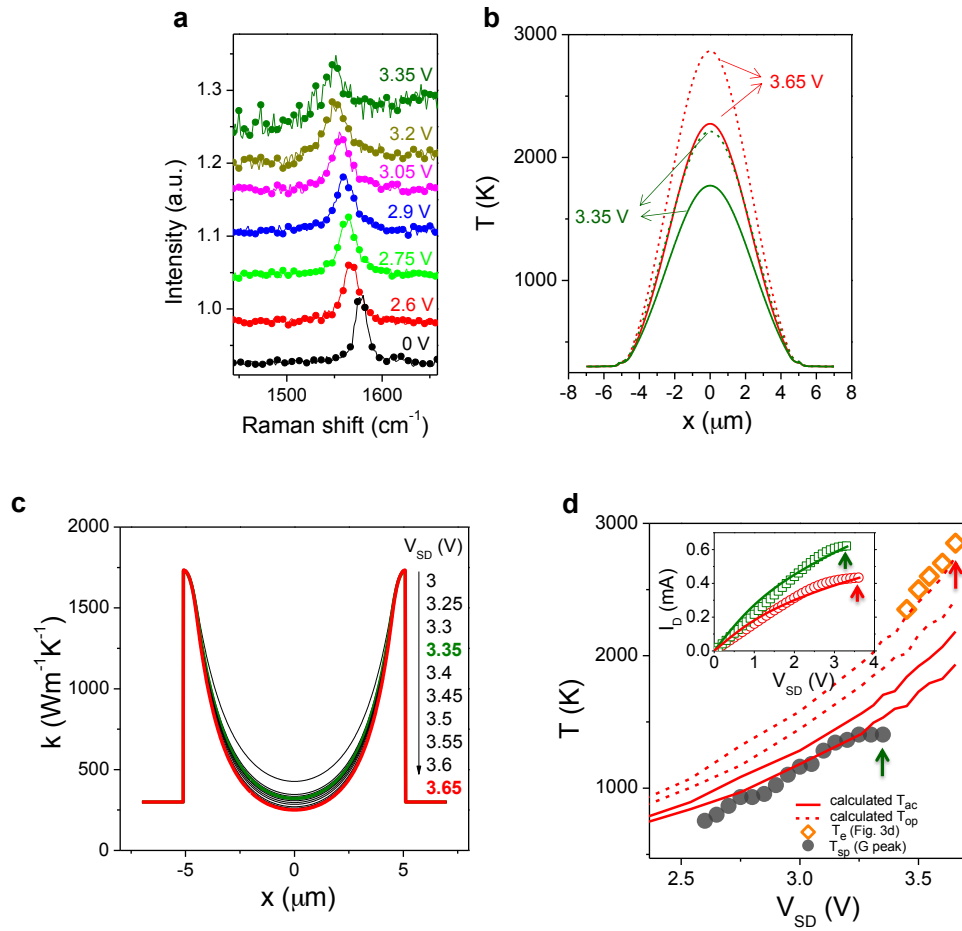 a
3.35 V
3.2 V
3.05 V
2.9 V
2.75 V
2.6 V
0 V
1.3
1.2
1.1
1.0
Intensity (a.u.)
1500
1600
Raman shift (cm⁻¹)
b
3.65 V
3.35 V
3000
2000
1000
T (K)
-8 -6 -4 -2 0 2 4 6 8
x (μm)
c
2000
1500
1000
500
0
k (Wm⁻¹K⁻¹)
V_SD (V)
3
3.25
3.3
3.35
3.4
3.45
3.5
3.55
3.6
3.65
-5 0 5
x (μm)
d
3000
2000
1000
T (K)
0.6
0.4
0.2
0.0
I_D (mA)
0 1 2 3 4
V_SD (V)
calculated T_ac
calculated T_op
T_e (Fig. 3d)
T_sp (G peak)
2.5 3.0 3.5
V_SD (V)